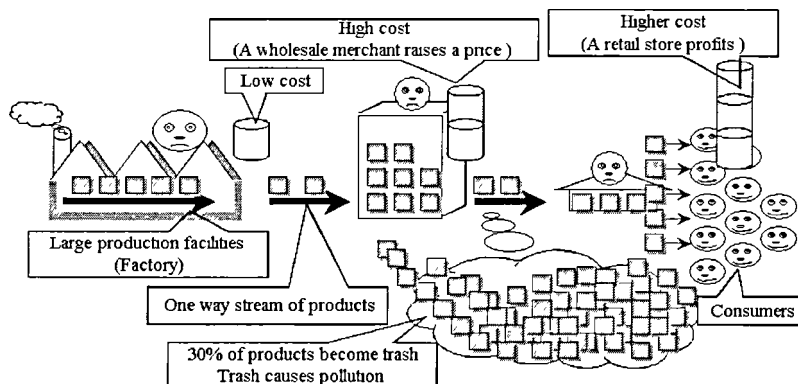 High cost
(A wholesale merchant raises a price )
Higher cost
(A retail store profits )
Low cost
Large production facilities
(Factory)
One way stream of products
Consumers
30% of products become trash
Trash causes pollution